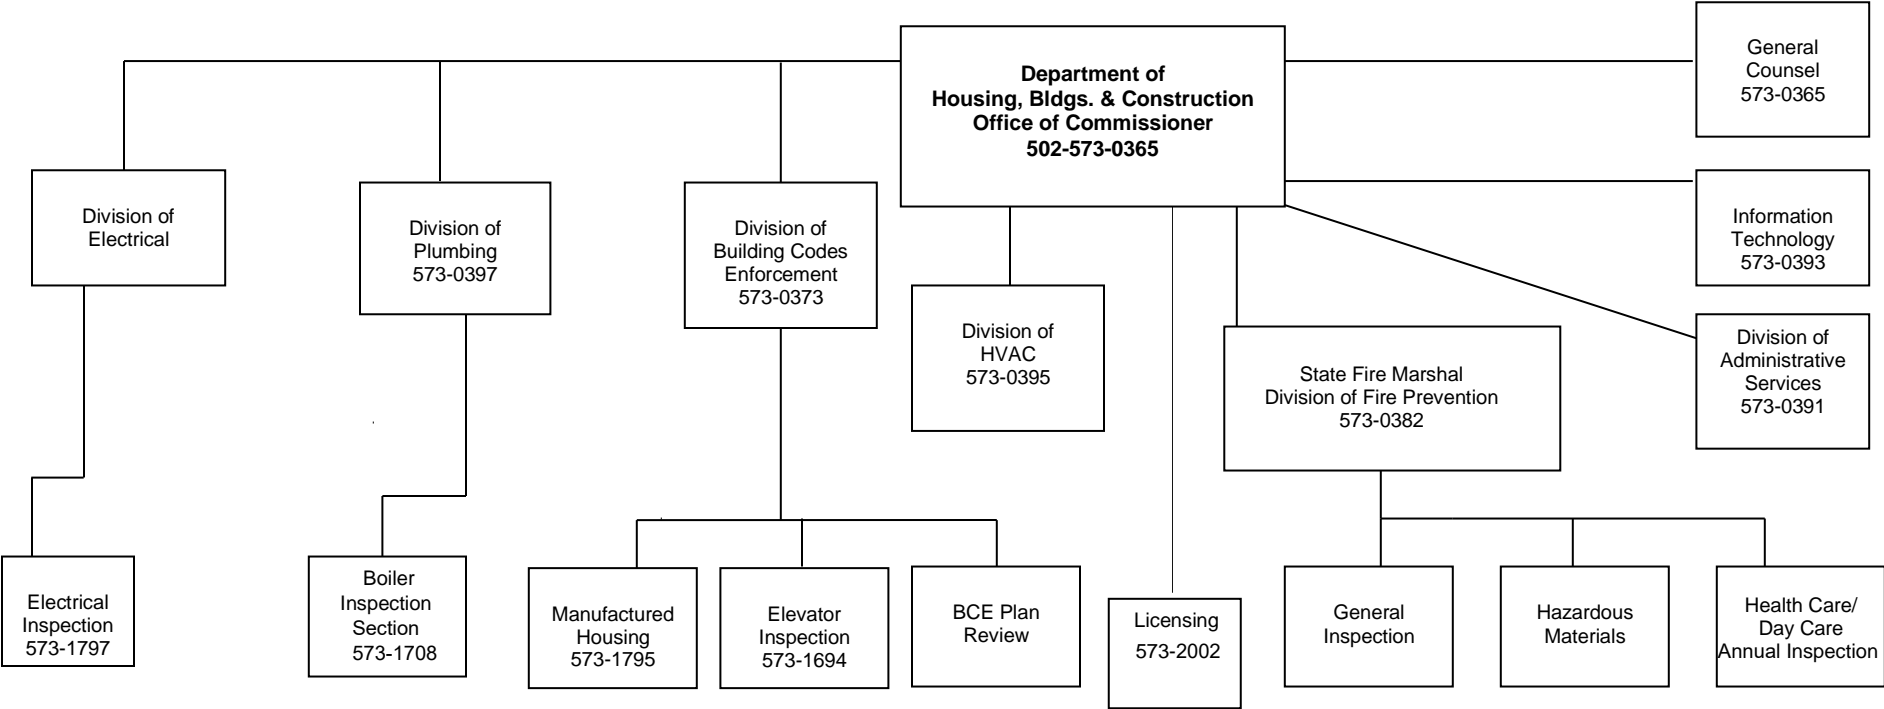 Department of
Housing, Bldgs. & Construction
Office of Commissioner
502-573-0365
General
Counsel
573-0365
Information
Technology
573-0393
Division of
Administrative
Services
573-0391
Division of
Electrical
Division of
Plumbing
573-0397
Division of
Building Codes
Enforcement
573-0373
Division of
HVAC
573-0395
State Fire Marshal
Division of Fire Prevention
573-0382
Electrical
Inspection
573-1797
Boiler
Inspection
Section
573-1708
Manufactured
Housing
573-1795
Elevator
Inspection
573-1694
BCE Plan
Review
Licensing
573-2002
General
Inspection
Hazardous
Materials
Health Care/
Day Care
Annual Inspection